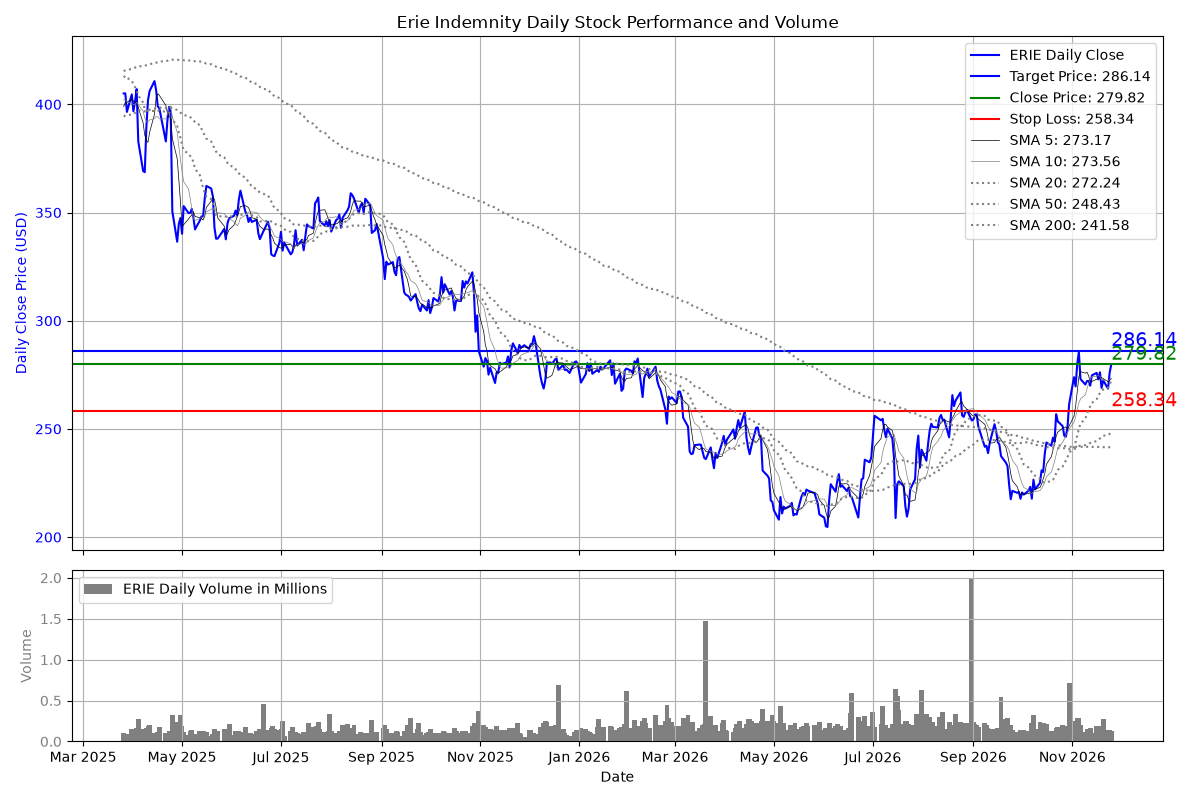 Erie Indemnity Daily Stock Performance and Volume
Daily Close Price (USD)
400
350
300
250
200
ERIE Daily Close
Target Price: 286.14
Close Price: 279.82
Stop Loss: 258.34
SMA 5: 273.17
SMA 10: 273.56
SMA 20: 272.24
SMA 50: 248.43
SMA 200: 241.58
286.14
279.82
258.34
Volume
2.0
1.5
1.0
0.5
0.0
ERIE Daily Volume in Millions
Mar 2025 May 2025 Jul 2025 Sep 2025 Nov 2025 Jan 2026 Mar 2026 May 2026 Jul 2026 Sep 2026 Nov 2026
Date